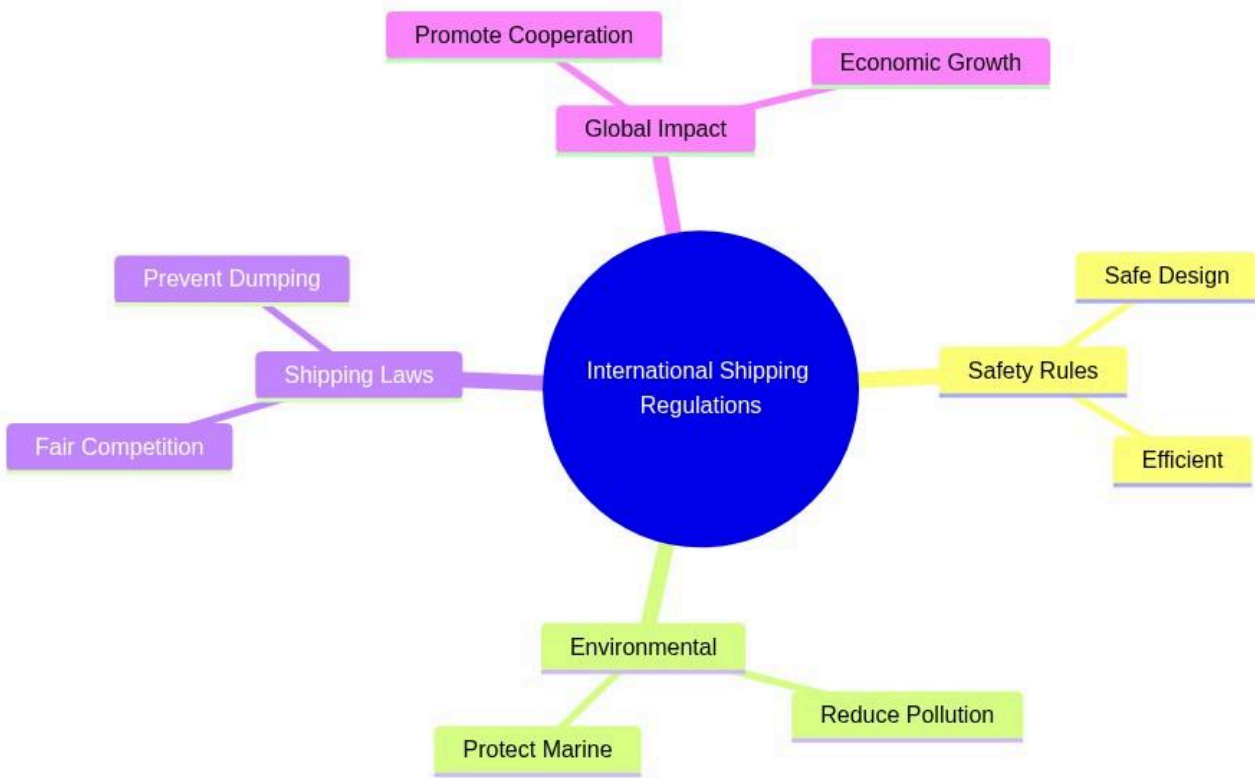 Promote Cooperation
Economic Growth
Global Impact
Prevent Dumping
Safe Design
Shipping Laws
International Shipping
Regulations
Safety Rules
Fair Competition
Efficient
Environmental
Reduce Pollution
Protect Marine